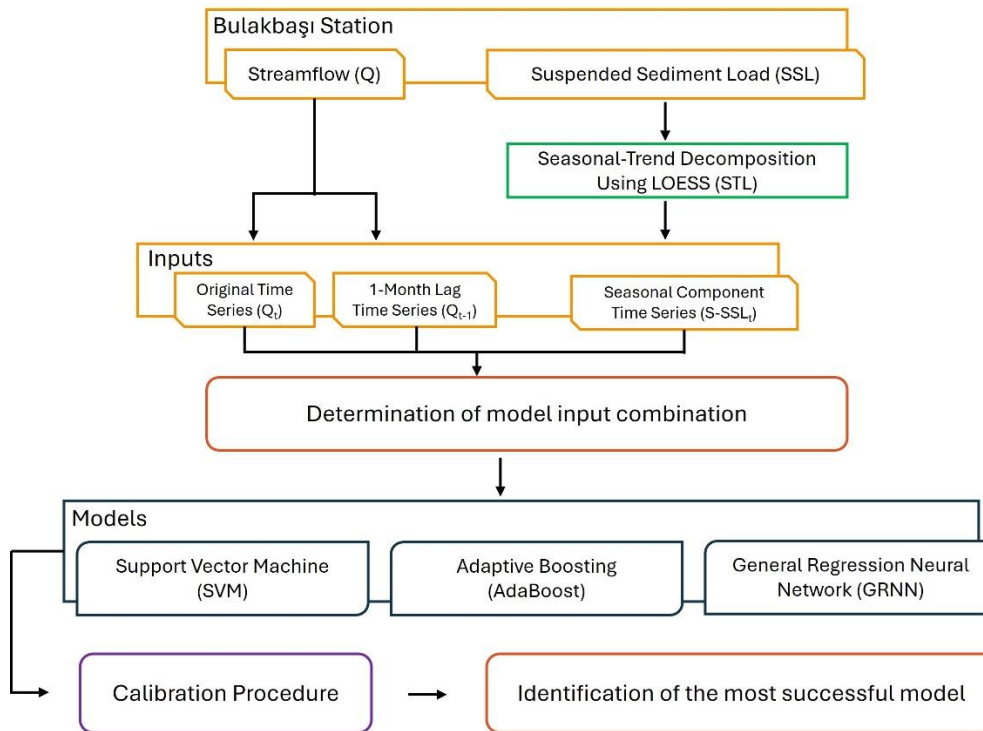 Bulakbaşı Station
Streamflow (Q)
Suspended Sediment Load (SSL)
Seasonal-Trend Decomposition
Using LOESS (STL)
Inputs
Original Time
Series (Qt)
1-Month Lag
Time Series (Qt-1)
Seasonal Component
Time Series (S-SSLt)
Determination of model input combination
Models
Support Vector Machine
(SVM)
Adaptive Boosting
(AdaBoost)
General Regression Neural
Network (GRNN)
Calibration Procedure
Identification of the most successful model